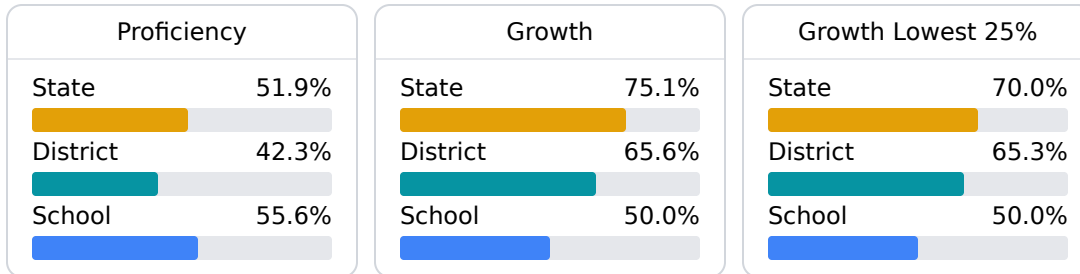 Proficiency
State 51.9%
District 42.3%
School 55.6%
Growth
State 75.1%
District 65.6%
School 50.0%
Growth Lowest 25%
State 70.0%
District 65.3%
School 50.0%